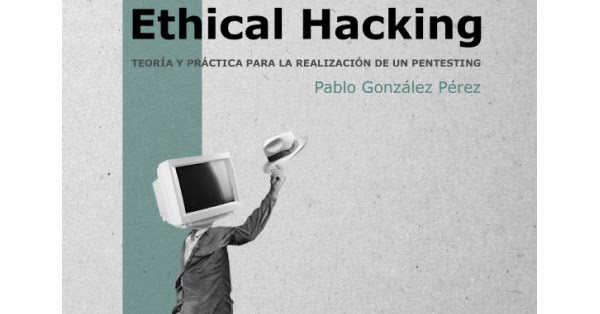 Ethical Hacking
TEORÍA Y PRÁCTICA PARA LA REALIZACIÓN DE UN PENTESTING
Pablo González Pérez